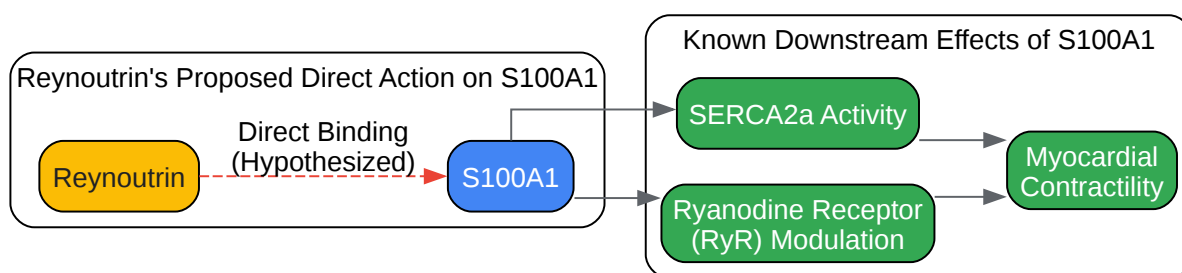 Reynoutrin's Proposed Direct Action on S100A1
Reynoutrin
Direct Binding
(Hypothesized)
S100A1
Known Downstream Effects of S100A1
SERCA2a Activity
Ryanodine Receptor
(RyR) Modulation
Myocardial
Contractility